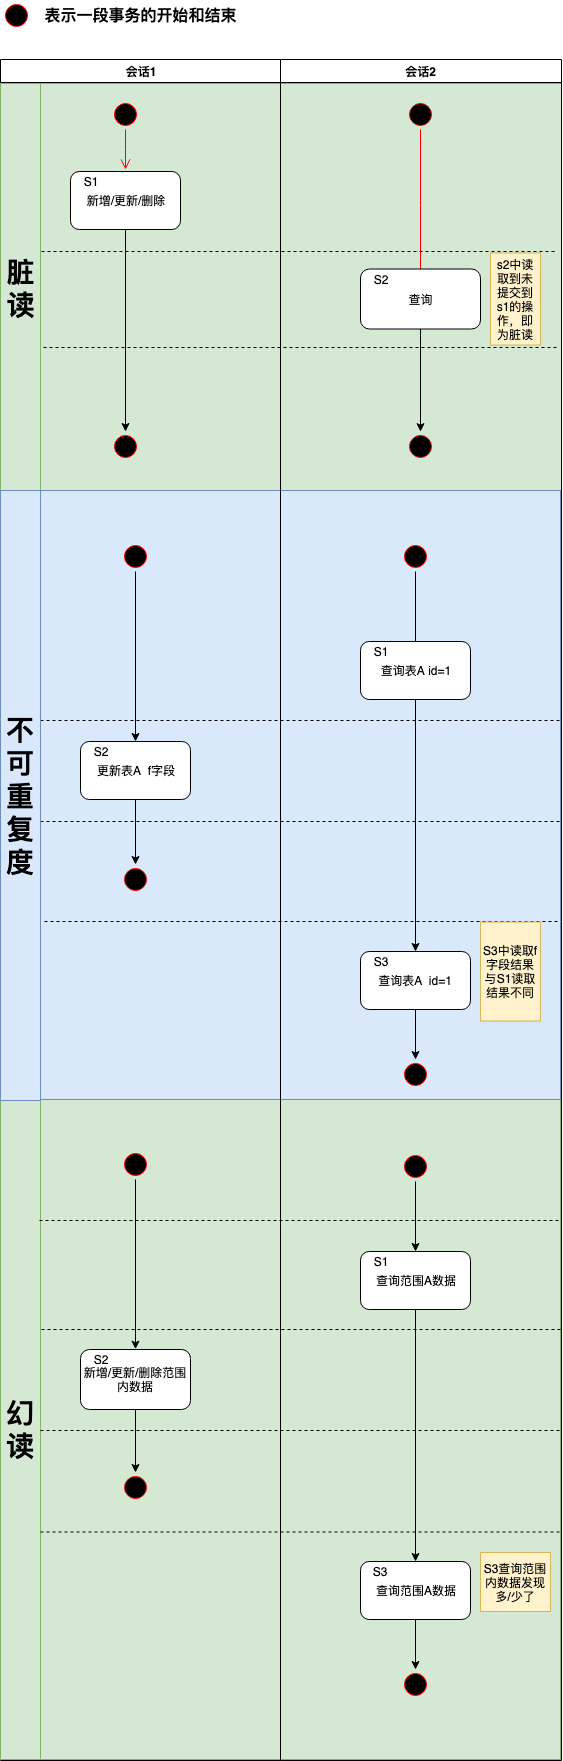 表示一段事务的开始和结束
会话1
会话2
脏
读
S1
新增/更新/删除
S2
查询
s2中读
取到未
提交到
s1的操
作，即
为脏读
不
可
重
复
度
S1
查询表A id=1
S2
更新表A  f字段
S3
查询表A  id=1
S3中读取f
字段结果
与S1读取
结果不同
幻
读
S1
查询范围A数据
S2
新增/更新/删除范围
内数据
S3
查询范围A数据
S3查询范围
内数据发现
多/少了